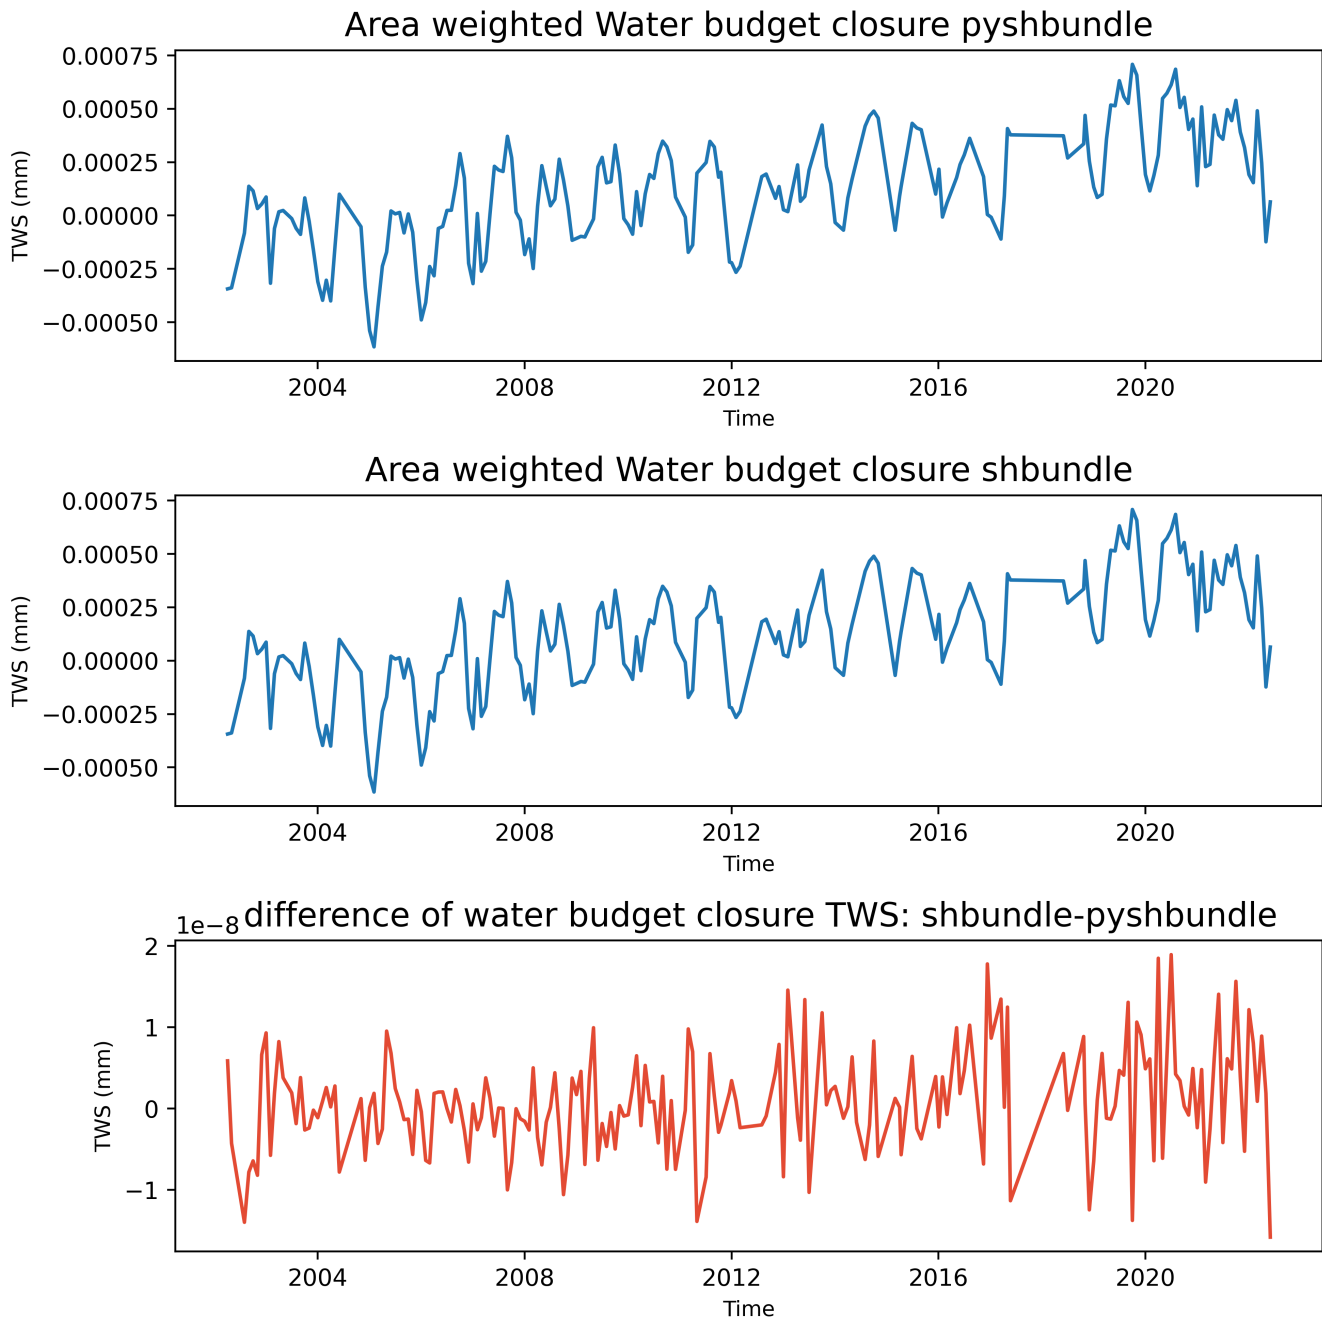 Area weighted Water budget closure pyshbundle
0.00075
0.00050
0.00025
0.00000
−0.00025
−0.00050
TWS (mm)
2004 2008 2012 2016 2020
Time
Area weighted Water budget closure shbundle
0.00075
0.00050
0.00025
0.00000
−0.00025
−0.00050
TWS (mm)
2004 2008 2012 2016 2020
Time
1e−8 difference of water budget closure TWS: shbundle-pyshbundle
2
1
0
−1
TWS (mm)
2004 2008 2012 2016 2020
Time